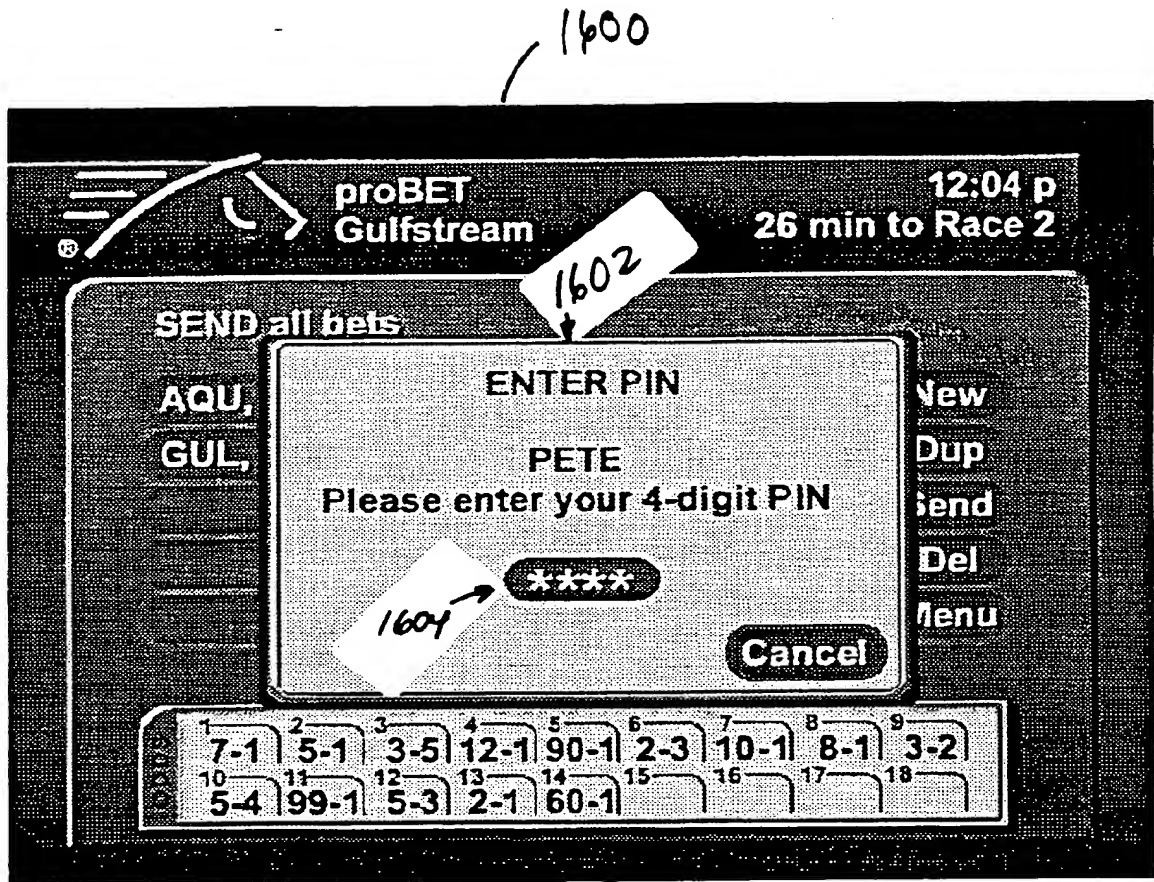 1600
proBET
Gulfstream
12:04 p
26 min to Race 2
®
1602
SEND all bets
ENTER PIN
AQU,
New
GUL,
PETE
Dup
Please enter your 4-digit PIN
Send
Del
1604
****
Menu
Cancel
ODDS
1 7-1 2 5-1 3 3-5 4 12-1 5 90-1 6 2-3 7 10-1 8 8-1 9 3-2
10 5-4 11 99-1 12 5-3 13 2-1 14 60-1 15 16 17 18